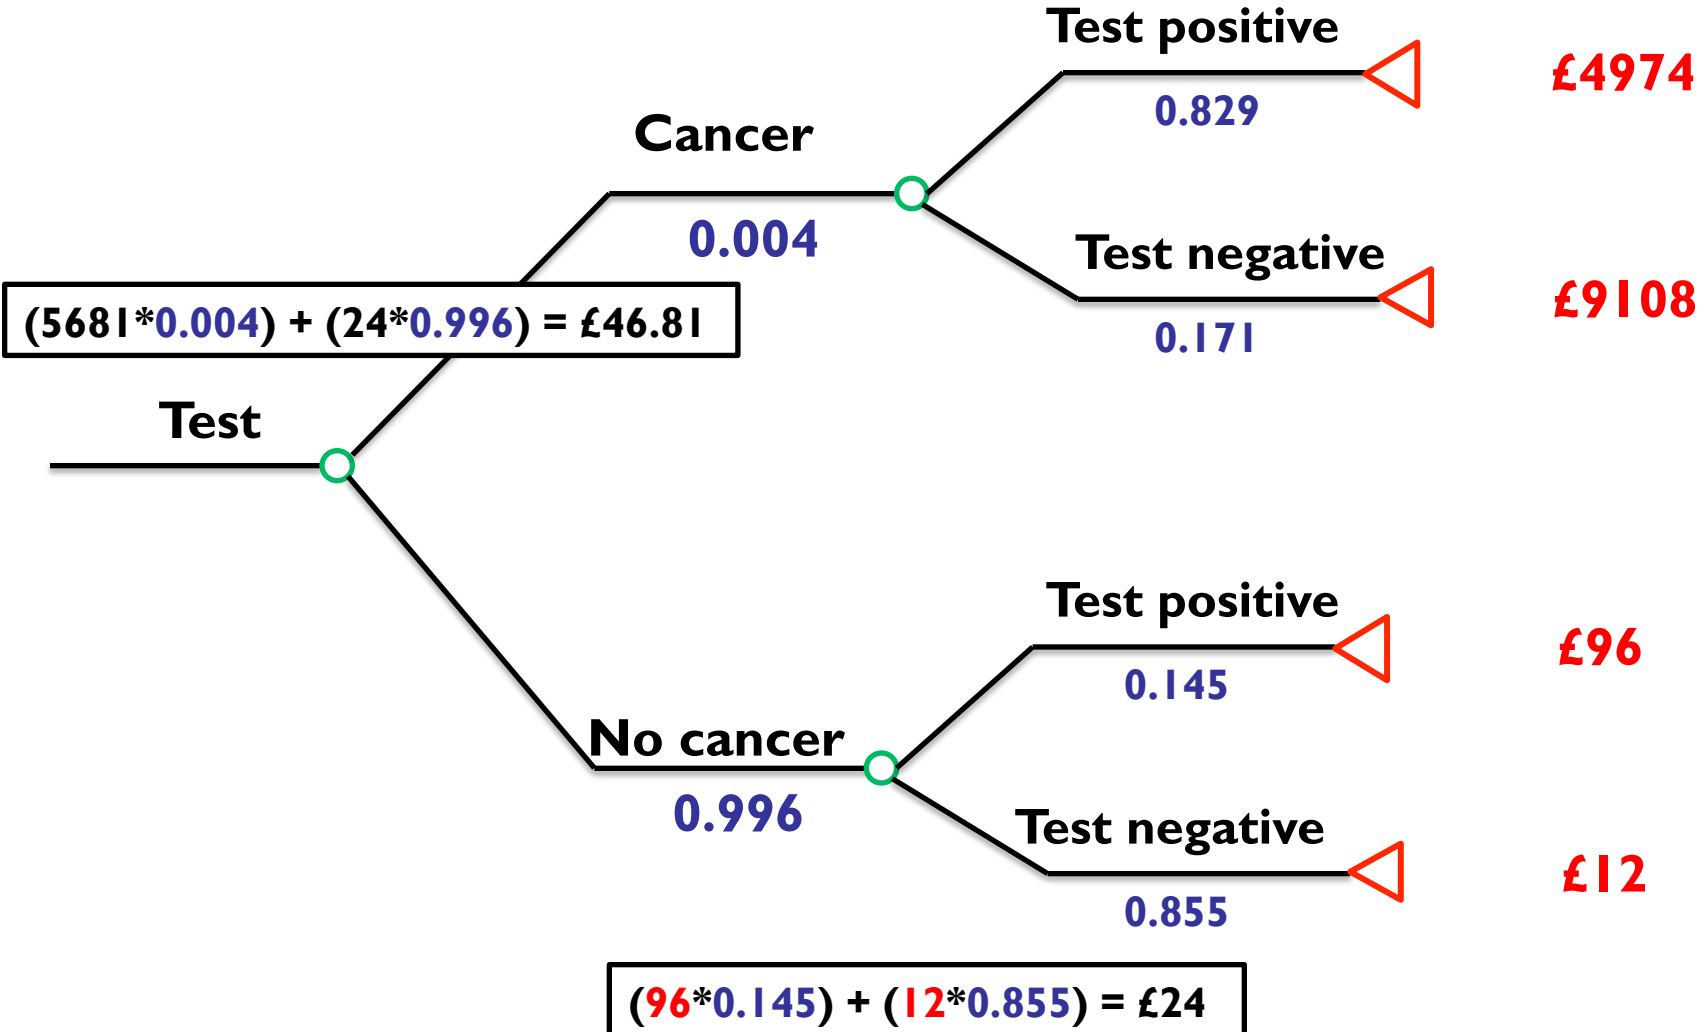 Test positive
£4974
0.829
Cancer
0.004
Test negative
£9108
0.171
(5681*0.004) + (24*0.996) = £46.81
Test
Test positive
£96
0.145
No cancer
0.996
Test negative
£12
0.855
(96*0.145) + (12*0.855) = £24